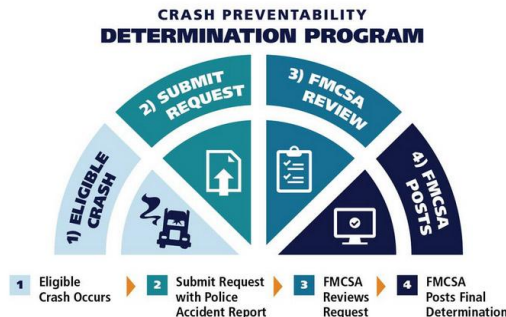 CRASH PREVENTABILITY
DETERMINATION PROGRAM
1) ELIGIBLE
CRASH
2) SUBMIT
REQUEST
3) FMCSA
REVIEW
4) FMCSA
POSTS
1 Eligible
Crash Occurs
2 Submit Request
with Police
Accident Report
3 FMCSA
Reviews
Request
4 FMCSA
Posts Final
Determination